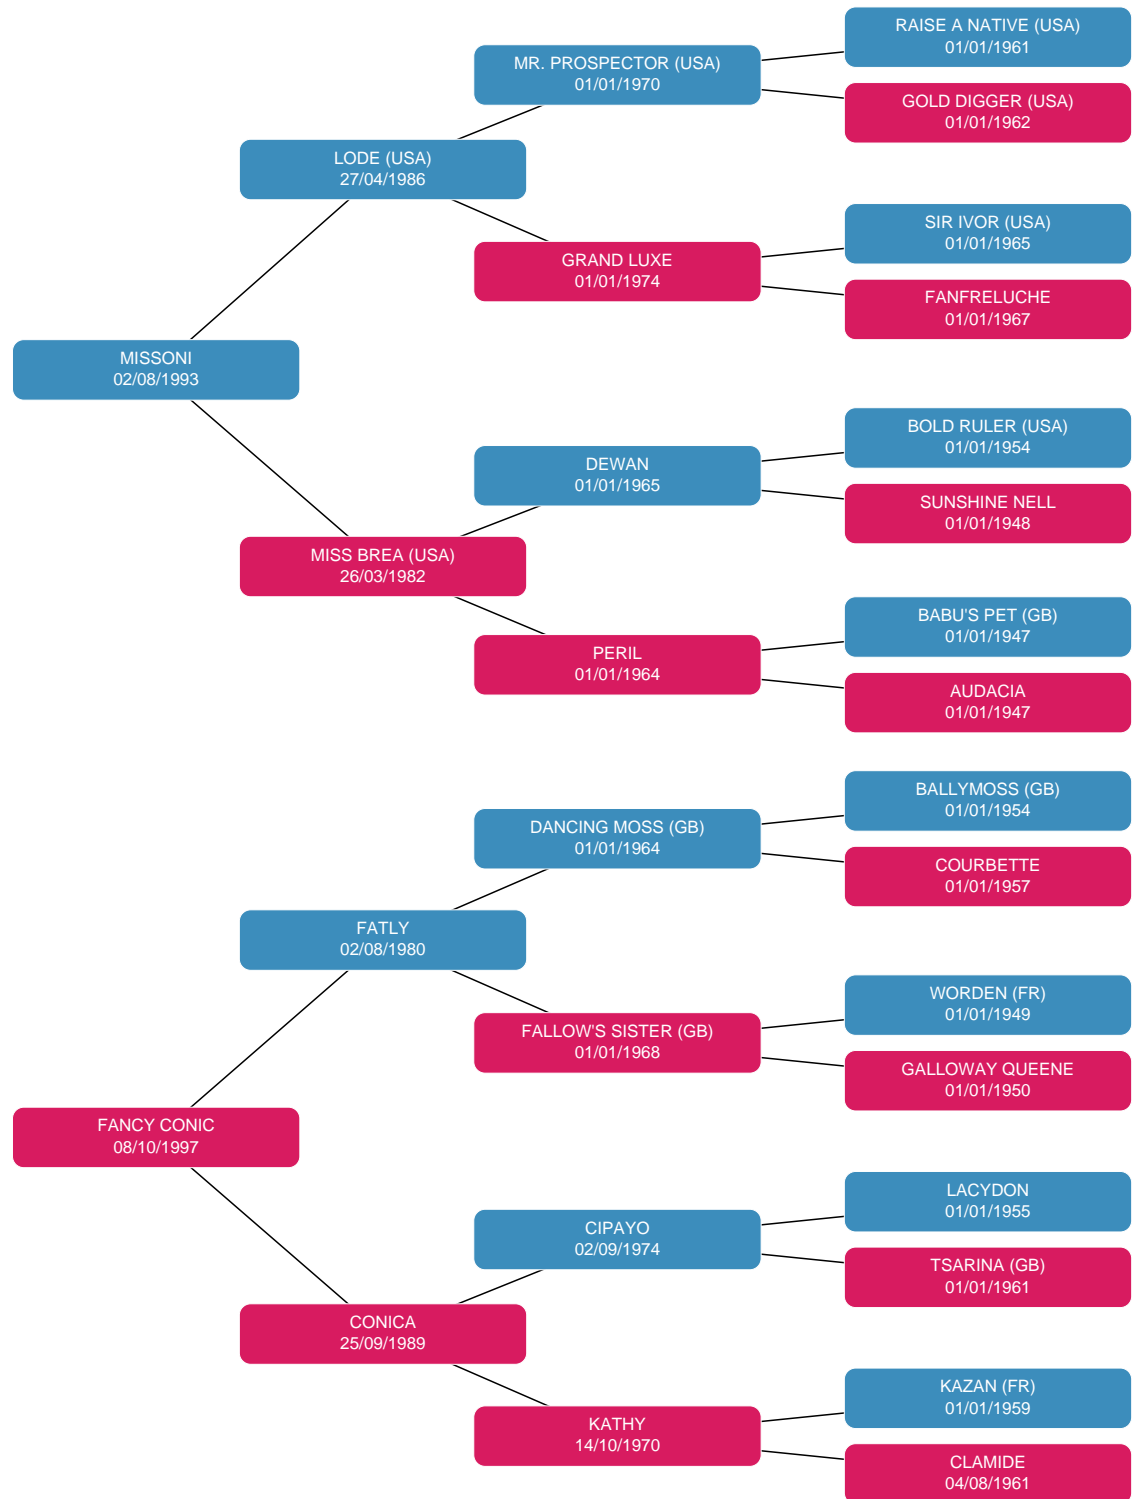 RAISE A NATIVE (USA)
01/01/1961
MR. PROSPECTOR (USA)
01/01/1970
GOLD DIGGER (USA)
01/01/1962
LODE (USA)
27/04/1986
SIR IVOR (USA)
01/01/1965
GRAND LUXE
01/01/1974
FANFRELUCHE
01/01/1967
MISSONI
02/08/1993
BOLD RULER (USA)
01/01/1954
DEWAN
01/01/1965
SUNSHINE NELL
01/01/1948
MISS BREA (USA)
26/03/1982
BABU'S PET (GB)
01/01/1947
PERIL
01/01/1964
AUDACIA
01/01/1947
BALLYMOSS (GB)
01/01/1954
DANCING MOSS (GB)
01/01/1964
COURBETTE
01/01/1957
FATLY
02/08/1980
WORDEN (FR)
01/01/1949
FALLOW'S SISTER (GB)
01/01/1968
GALLOWAY QUEENE
01/01/1950
FANCY CONIC
08/10/1997
LACYDON
01/01/1955
CIPAYO
02/09/1974
TSARINA (GB)
01/01/1961
CONICA
25/09/1989
KAZAN (FR)
01/01/1959
KATHY
14/10/1970
CLAMIDE
04/08/1961